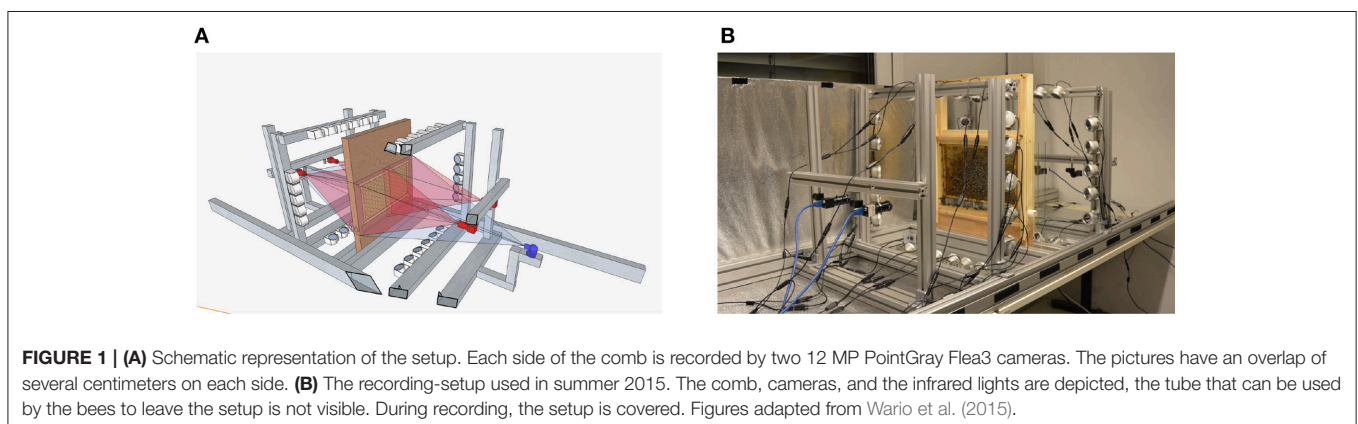 A
B
FIGURE 1 | (A) Schematic representation of the setup. Each side of the comb is recorded by two 12 MP PointGray Flea3 cameras. The pictures have an overlap of
several centimeters on each side. (B) The recording-setup used in summer 2015. The comb, cameras, and the infrared lights are depicted, the tube that can be used
by the bees to leave the setup is not visible. During recording, the setup is covered. Figures adapted from Wario et al. (2015).